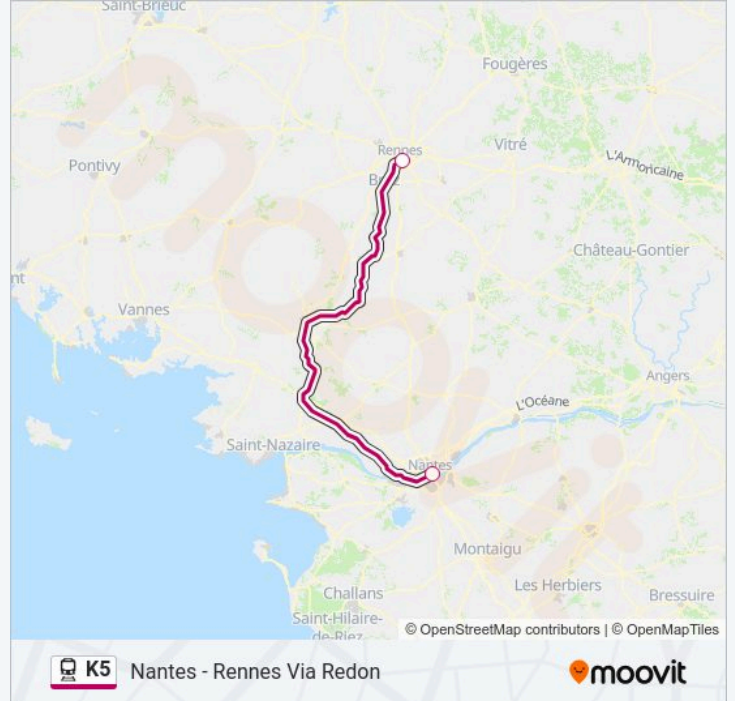 Saint-Brieuc
Fougères
Rennes
Vitré
L'Armoricaine
Pontivy
Château-Gontier
Vannes
Angers
L'Océane
Saint-Nazaire
Nantes
Montaigu
Les Herbiers
Challans
Bressuire
Saint-Hilaire-
de-Riez
© OpenStreetMap contributors | © OpenMapTiles
K5 Nantes - Rennes Via Redon
moovit
moovit